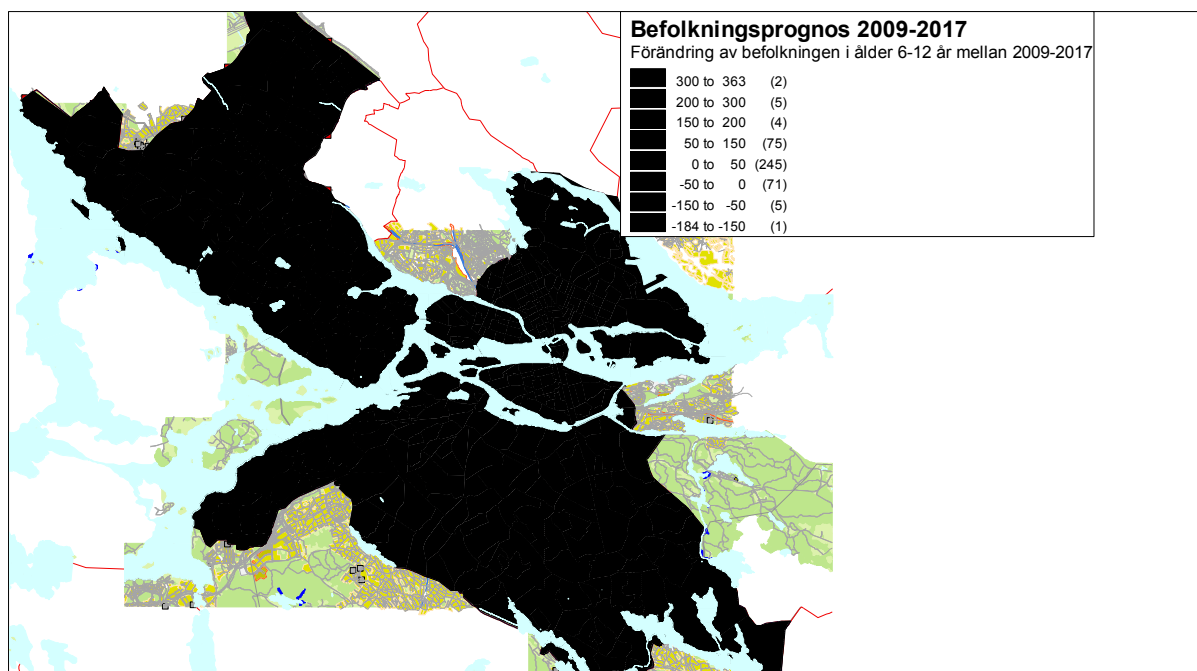 Befolkningsprognos 2009-2017
Förändring av befolkningen i ålder 6-12 år mellan 2009-2017
300 to 363 (2)
200 to 300 (5)
150 to 200 (4)
50 to 150 (75)
0 to 50 (245)
-50 to 0 (71)
-150 to -50 (5)
-184 to -150 (1)